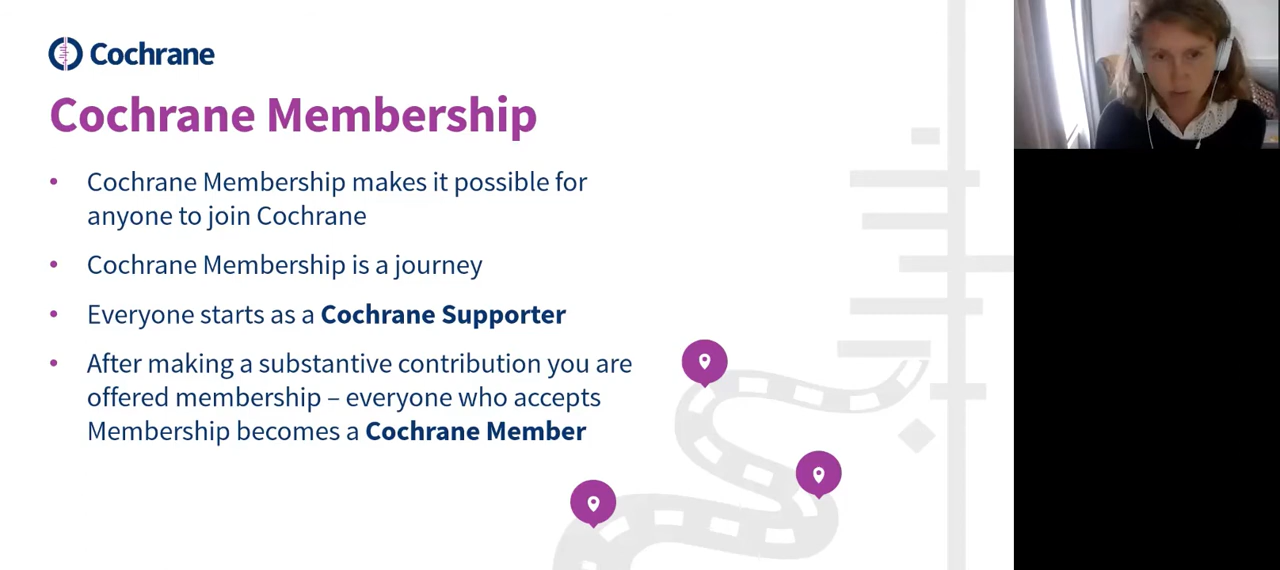 Cochrane
Cochrane Membership
• Cochrane Membership makes it possible for
anyone to join Cochrane
• Cochrane Membership is a journey
• Everyone starts as a Cochrane Supporter
• After making a substantive contribution you are
offered membership – everyone who accepts
Membership becomes a Cochrane Member